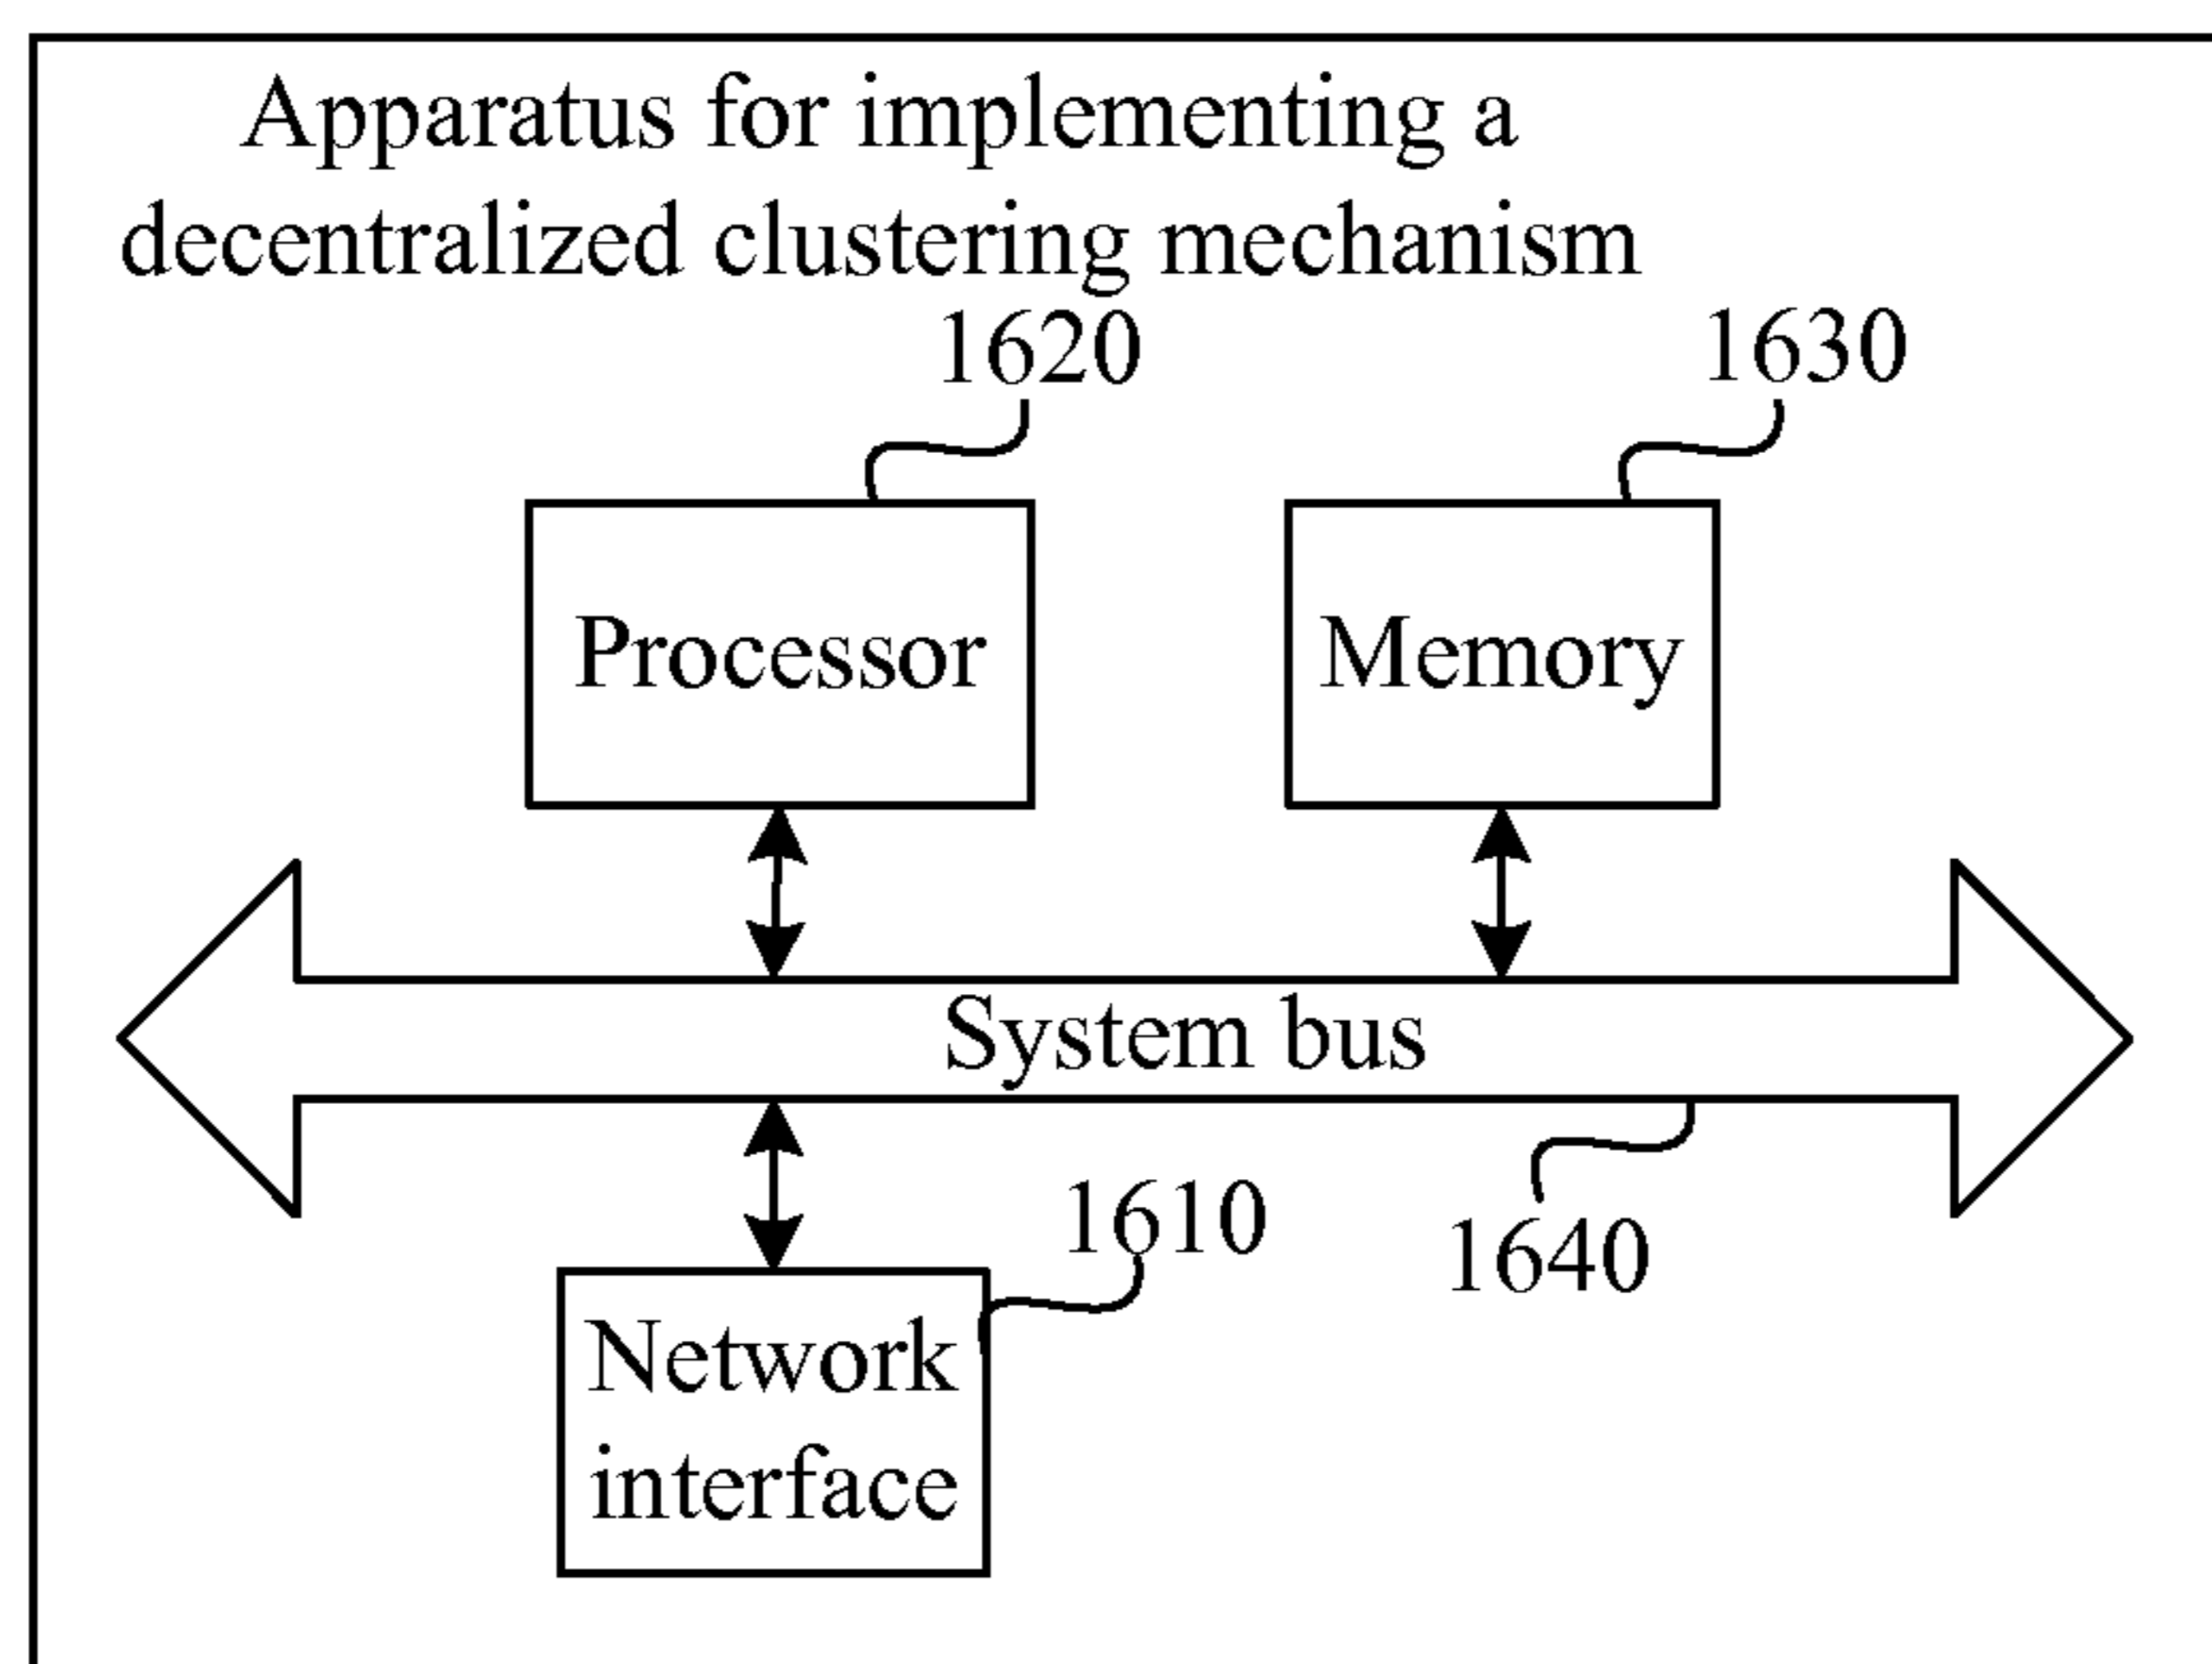 Apparatus for implementing a
decentralized clustering mechanism
1620
1630
Processor
Memory
System bus
1610
1640
Network
interface